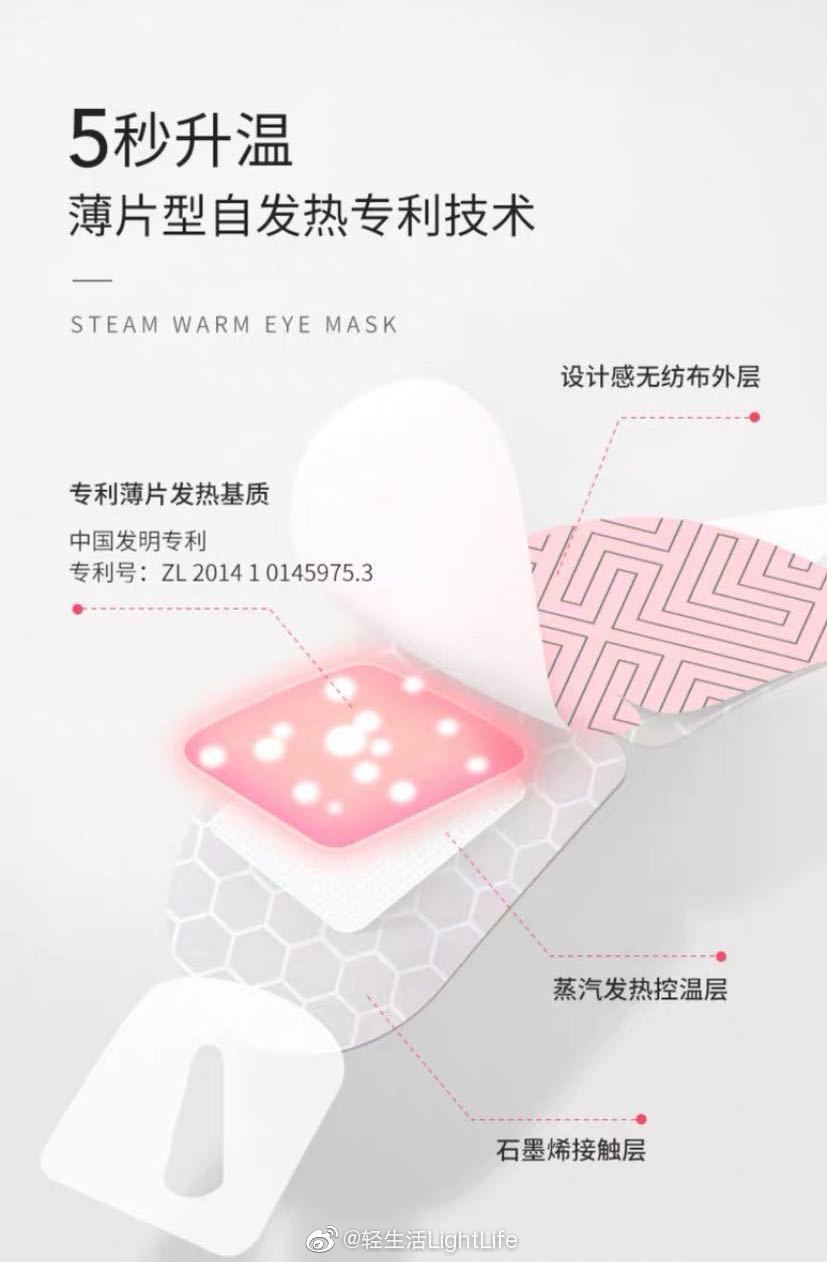 5秒升温
薄片型自发热专利技术
STEAM WARM EYE MASK
设计感无纺布外层
专利薄片发热基质
中国发明专利
专利号：ZL 2014 1 0145975.3
蒸汽发热控温层
石墨烯接触层
@轻生活LightLife